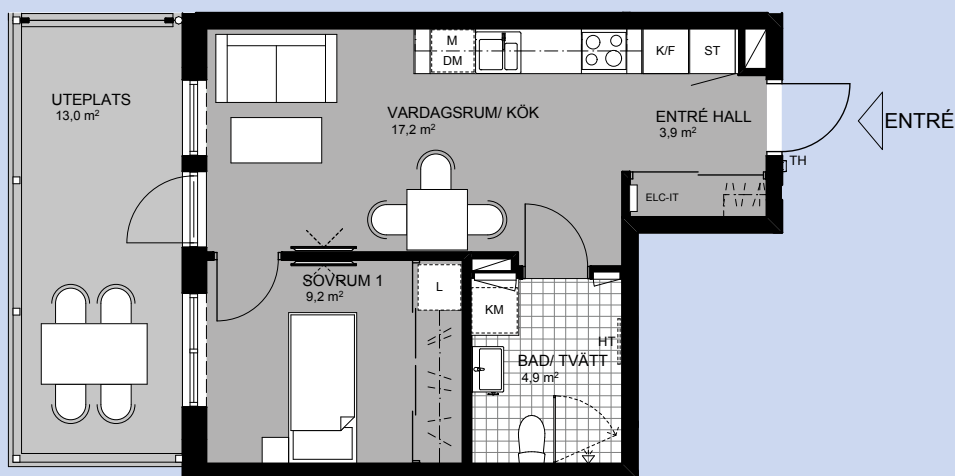 M
DM
K/F
ST
UTEPLATS
13,0 m²
VARDAGSRUM/ KÖK
17,2 m²
ENTRÉ HALL
3,9 m²
ENTRÉ
TH
ELC-IT
SOVRUM 1
9,2 m²
L
KM
HT
BAD/ TVÄTT
4,9 m²